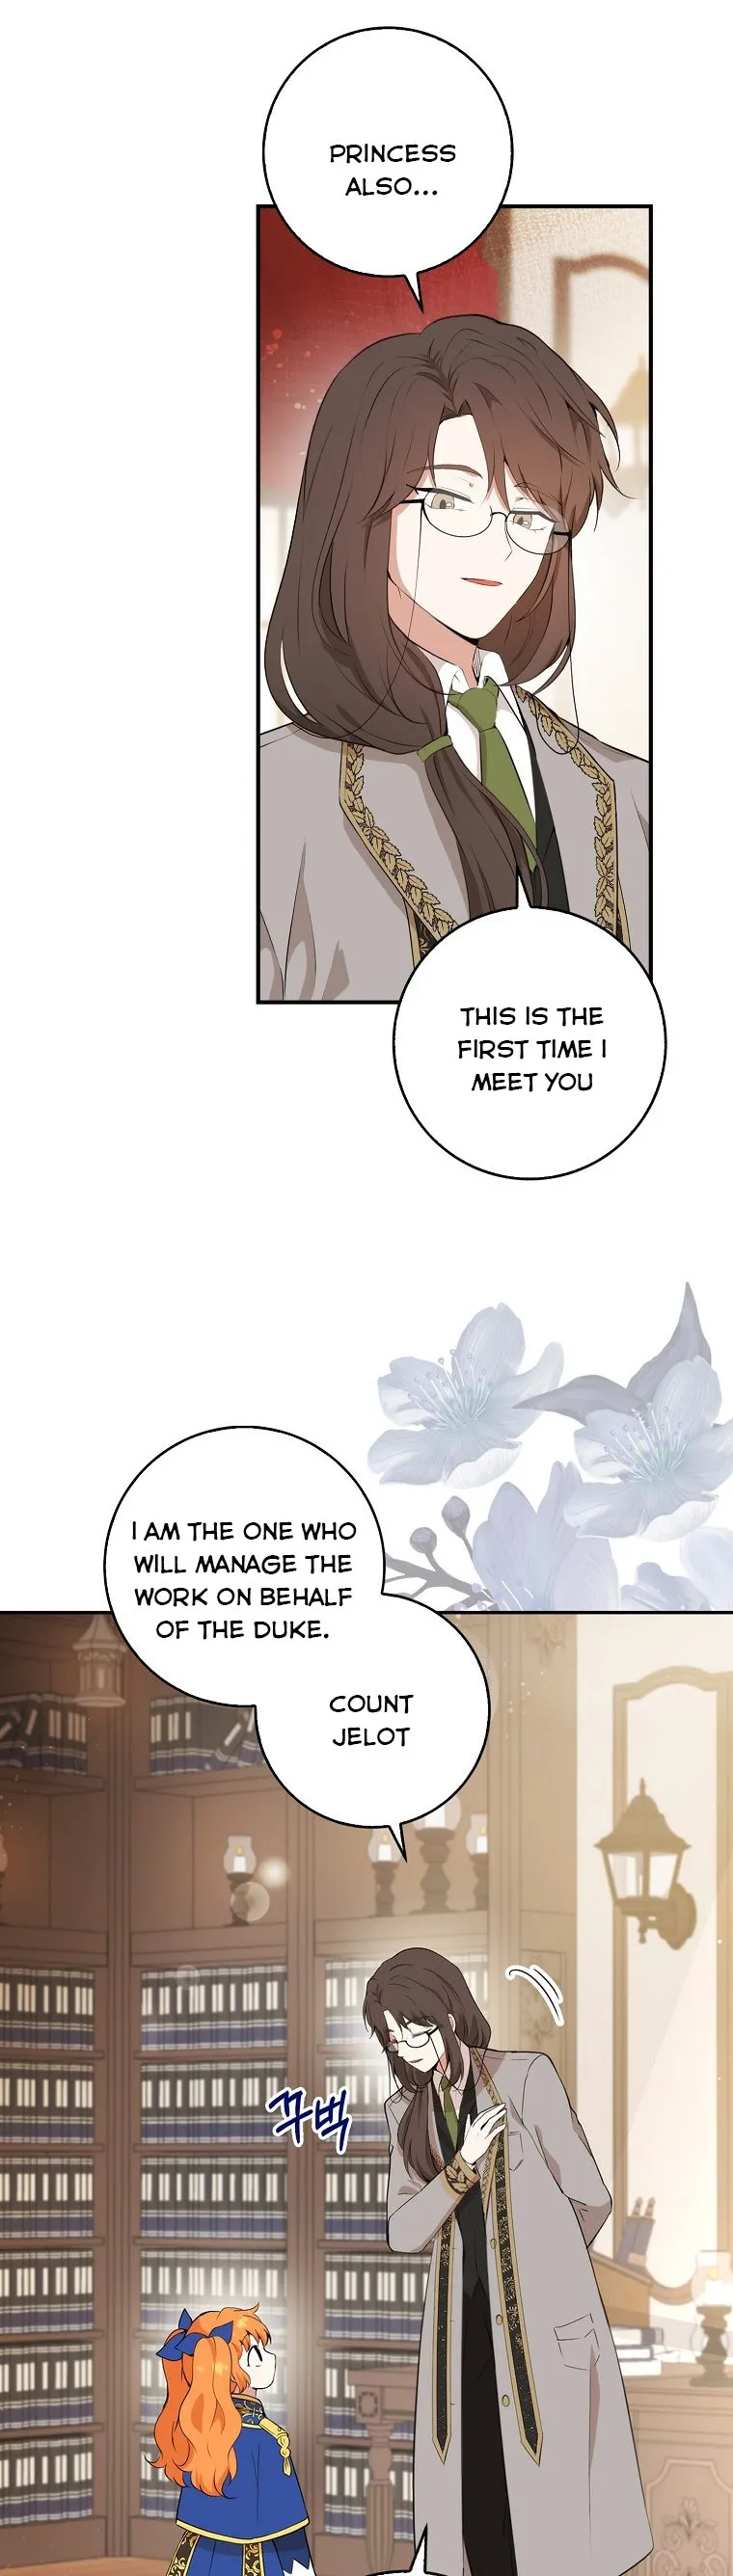 PRINCESS
ALSO...
THIS IS THE
FIRST TIME I
MEET YOU
I AM THE ONE WHO
WILL MANAGE THE
WORK ON BEHALF
OF THE DUKE.
COUNT
JELOT
꾸벅